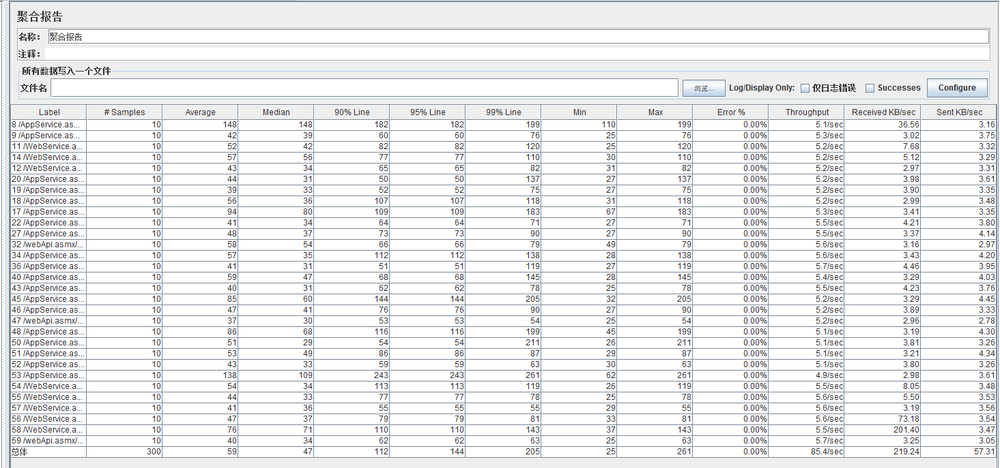 聚合报告
名称： 聚合报告
注释：
所有数据写入一个文件
文件名 浏览... Log/Display Only: 仅日志错误 Successes Configure
Label # Samples Average Median 90% Line 95% Line 99% Line Min Max Error % Throughput Received KB/sec Sent KB/sec
8 /AppService.as... 10 148 148 182 182 199 110 199 0.00% 5.1/sec 36.56 3.16
9 /AppService.as... 10 42 39 60 60 76 25 76 0.00% 5.3/sec 3.02 3.75
11 /WebService.a... 10 52 42 82 82 120 25 120 0.00% 5.2/sec 7.68 3.32
14 /WebService.a... 10 57 56 77 77 110 30 110 0.00% 5.2/sec 5.12 3.29
12 /WebService.a... 10 43 34 65 65 82 31 82 0.00% 5.2/sec 2.97 3.31
20 /AppService.as... 10 44 31 50 50 137 27 137 0.00% 5.2/sec 3.98 3.61
19 /AppService.as... 10 39 33 52 52 75 27 75 0.00% 5.2/sec 3.90 3.35
18 /AppService.as... 10 56 36 107 107 118 31 118 0.00% 5.2/sec 2.99 3.48
17 /AppService.as... 10 94 80 109 109 183 67 183 0.00% 5.3/sec 3.41 3.35
22 /AppService.as... 10 41 34 64 64 71 27 71 0.00% 5.5/sec 4.21 3.80
27 /AppService.as... 10 48 37 73 73 90 27 90 0.00% 5.5/sec 3.37 4.14
32 /webApi.asmx/... 10 58 54 66 66 79 49 79 0.00% 5.6/sec 3.16 2.97
34 /AppService.as... 10 57 35 112 112 138 28 138 0.00% 5.6/sec 3.43 4.20
36 /AppService.as... 10 41 31 51 51 119 27 119 0.00% 5.7/sec 4.46 3.95
40 /AppService.as... 10 59 47 68 68 145 28 145 0.00% 5.4/sec 3.29 4.03
43 /AppService.as... 10 40 31 62 62 78 25 78 0.00% 5.5/sec 4.23 3.76
45 /AppService.as... 10 85 60 144 144 205 32 205 0.00% 5.2/sec 3.29 4.45
46 /AppService.as... 10 47 41 76 76 90 27 90 0.00% 5.2/sec 3.89 3.33
47 /webApi.asmx/... 10 37 30 53 53 54 25 54 0.00% 5.2/sec 2.96 2.78
48 /AppService.as... 10 86 68 116 116 199 45 199 0.00% 5.1/sec 3.19 4.30
50 /AppService.as... 10 51 29 54 54 211 26 211 0.00% 5.1/sec 3.81 3.26
51 /AppService.as... 10 53 49 86 86 87 29 87 0.00% 5.1/sec 3.21 4.34
52 /AppService.as... 10 43 33 59 59 63 30 63 0.00% 5.1/sec 3.80 3.26
53 /AppService.as... 10 138 109 243 243 261 62 261 0.00% 4.9/sec 2.98 3.61
54 /WebService.a... 10 54 34 113 113 119 26 119 0.00% 5.5/sec 8.05 3.48
55 /WebService.a... 10 44 33 77 77 78 25 78 0.00% 5.6/sec 5.50 3.53
57 /WebService.a... 10 41 36 55 55 55 29 55 0.00% 5.6/sec 3.19 3.56
56 /WebService.a... 10 47 37 79 79 81 33 81 0.00% 5.6/sec 73.18 3.54
58 /WebService.a... 10 76 71 110 110 143 37 143 0.00% 5.5/sec 201.40 3.47
59 /webApi.asmx/... 10 40 34 62 62 63 25 63 0.00% 5.7/sec 3.25 3.05
总体 300 59 47 112 144 205 25 261 0.00% 85.4/sec 219.24 57.31